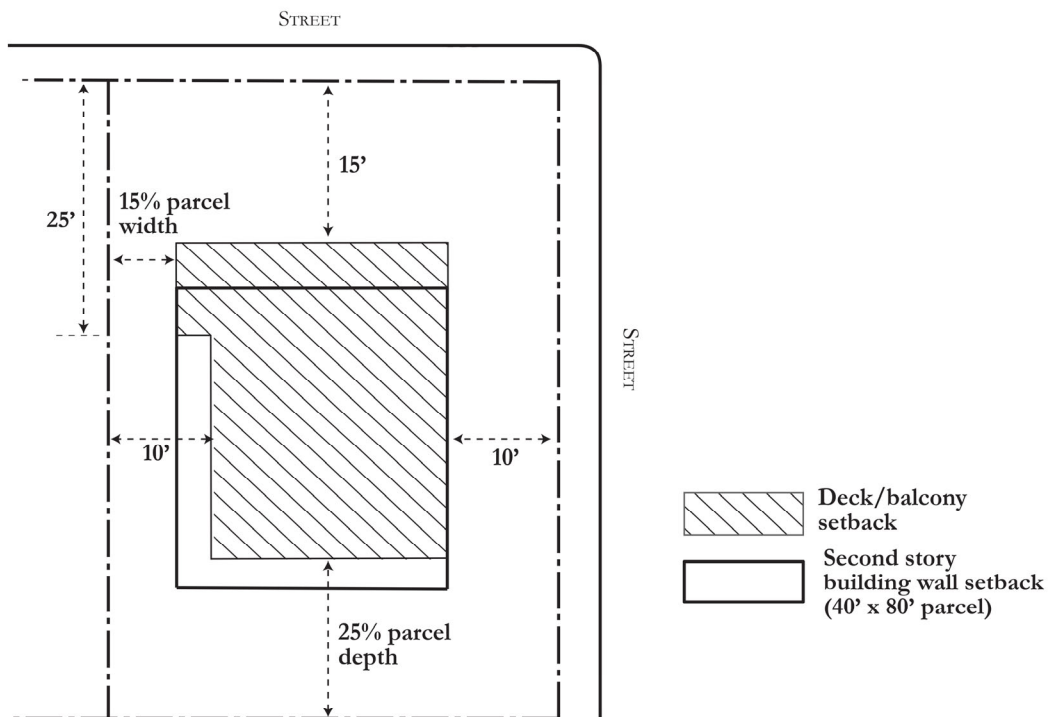 STREET
15’
15% parcel
width
25’
STREET
10’
10’
Deck/balcony
setback
Second story
building wall setback
(40’ x 80’ parcel)
25% parcel
depth